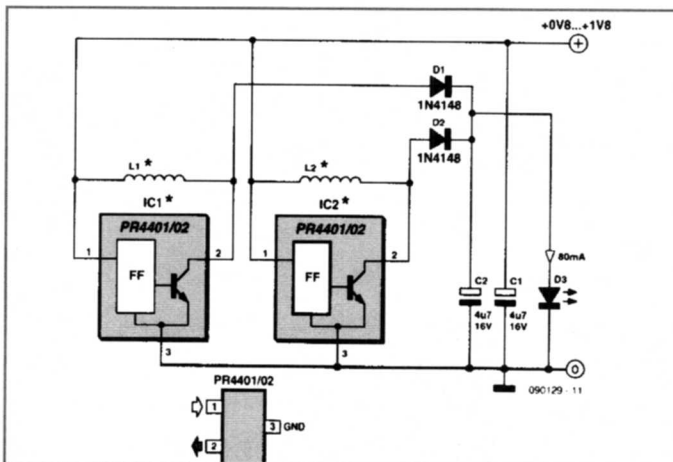 +0V8...+1V8
D1
1N4148
D2
1N4148
L1 *
L2 *
IC1 *
IC2 *
PR4401/02
PR4401/02
1
2
1
2
FF
FF
80mA
C2
C1
D3
4u7
16V
4u7
16V
3
3
0
090129 - 11
PR4401/02
1
3
GND
2